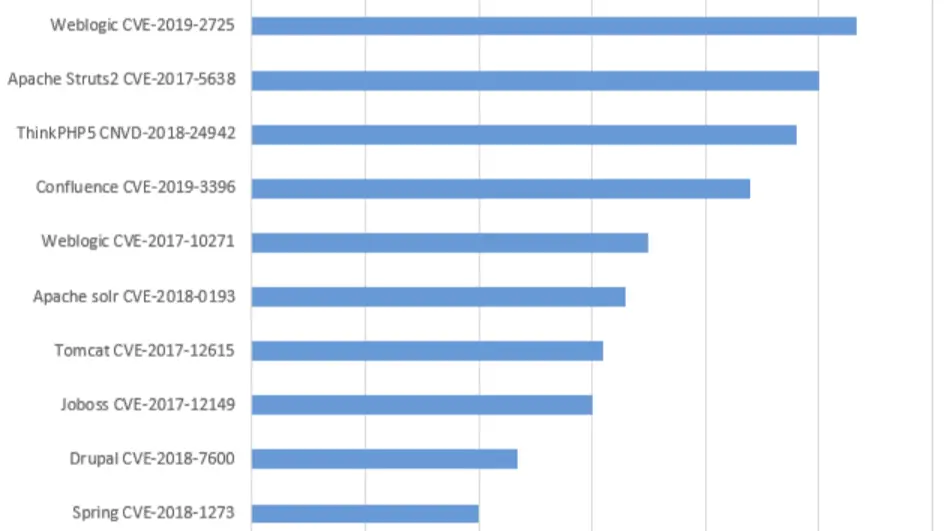 Weblogic CVE-2019-2725
Apache Struts2 CVE-2017-5638
ThinkPHP5 CNVD-2018-24942
Confluence CVE-2019-3396
Weblogic CVE-2017-10271
Apache solr CVE-2018-0193
Tomcat CVE-2017-12615
Joboss CVE-2017-12149
Drupal CVE-2018-7600
Spring CVE-2018-1273